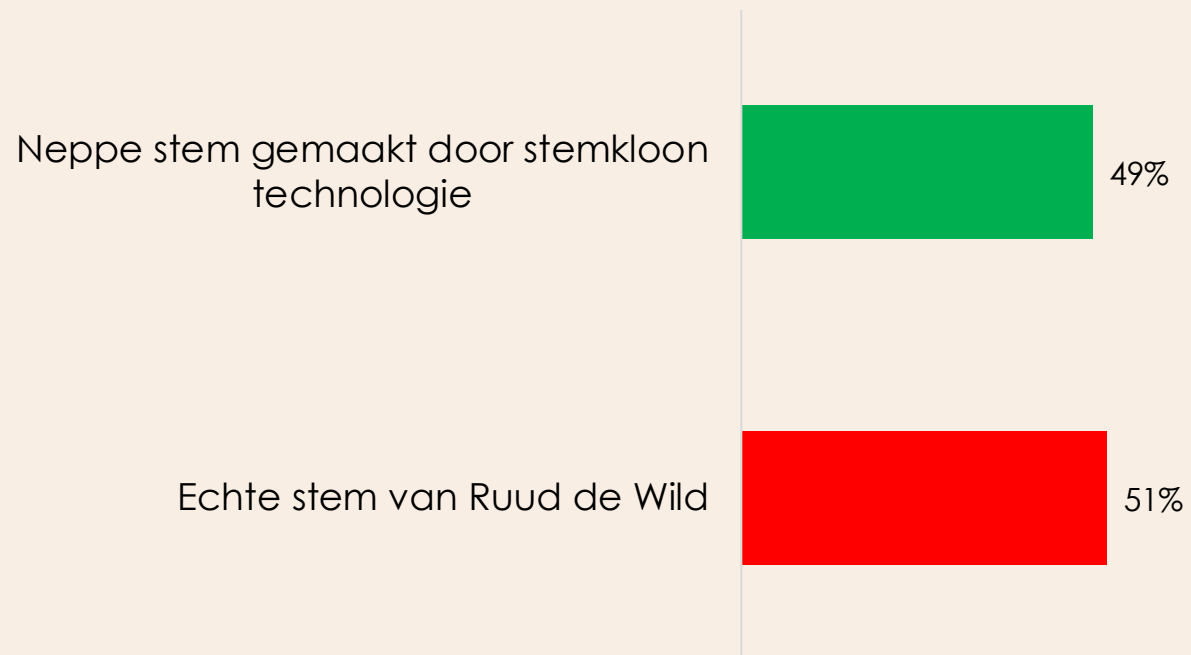 Neppe stem gemaakt door stemkloon
technologie
49%
Echte stem van Ruud de Wild
51%